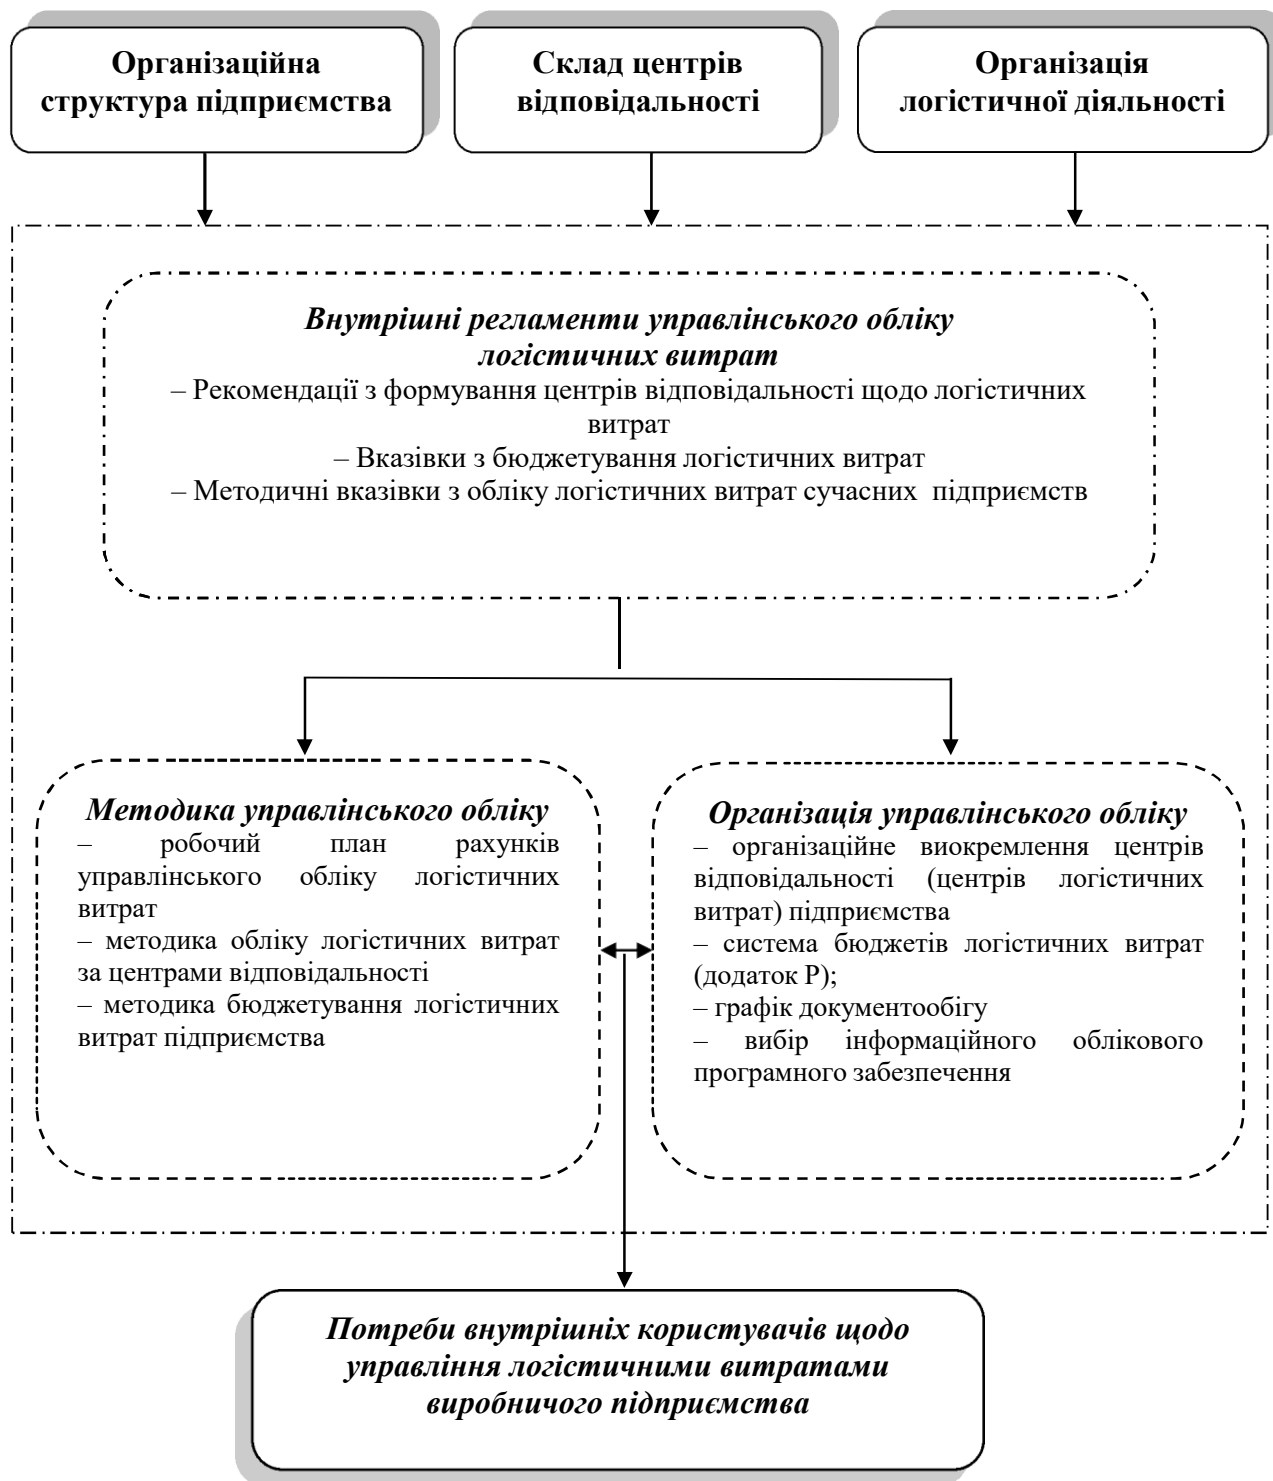 Організаційна
структура підприємства
Склад центрів
відповідальності
Організація
логістичної діяльності
Внутрішні регламенти управлінського обліку
логістичних витрат
– Рекомендації з формування центрів відповідальності щодо логістичних
витрат
– Вказівки з бюджетування логістичних витрат
– Методичні вказівки з обліку логістичних витрат сучасних підприємств
Методика управлінського обліку
– робочий план рахунків
управлінського обліку логістичних
витрат
– методика обліку логістичних витрат
за центрами відповідальності
– методика бюджетування логістичних
витрат підприємства
Організація управлінського обліку
– організаційне виокремлення центрів
відповідальності (центрів логістичних
витрат) підприємства
– система бюджетів логістичних витрат
(додаток Р);
– графік документообігу
– вибір інформаційного облікового
програмного забезпечення
Потреби внутрішніх користувачів щодо
управління логістичними витратами
виробничого підприємства